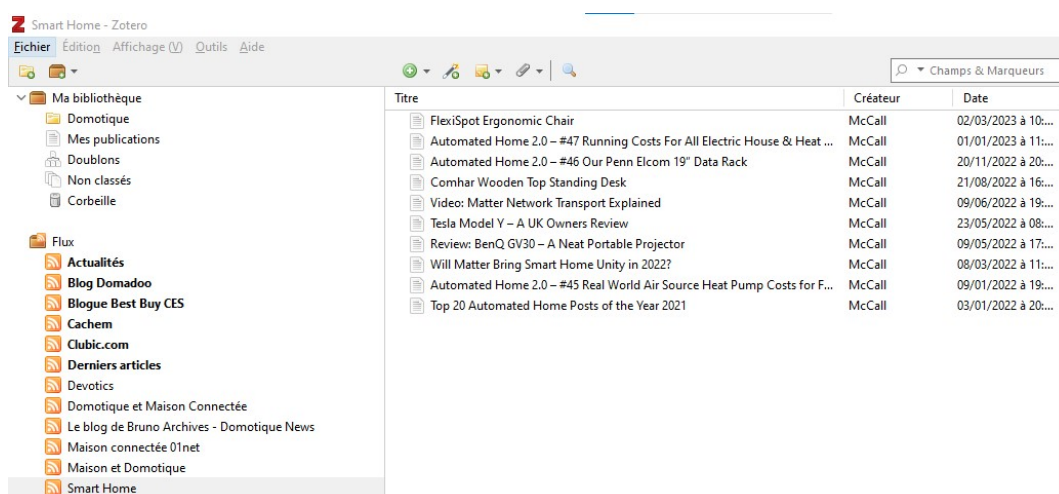 Smart Home - Zotero
Fichier Édition Affichage (V) Outils Aide
Champs & Marqueurs
Ma bibliothèque
Domotique
Mes publications
Doublons
Non classés
Corbeille
Flux
Actualités
Blog Domadoo
Blogue Best Buy CES
Cachem
Clubic.com
Derniers articles
Devotics
Domotique et Maison Connectée
Le blog de Bruno Archives - Domotique News
Maison connectée 01net
Maison et Domotique
Smart Home
Titre Créateur Date
FlexiSpot Ergonomic Chair McCall 02/03/2023 à 10:...
Automated Home 2.0 – #47 Running Costs For All Electric House & Heat ... McCall 01/01/2023 à 11:...
Automated Home 2.0 – #46 Our Penn Elcom 19" Data Rack McCall 20/11/2022 à 20:...
Comhar Wooden Top Standing Desk McCall 21/08/2022 à 16:...
Video: Matter Network Transport Explained McCall 09/06/2022 à 19:...
Tesla Model Y – A UK Owners Review McCall 23/05/2022 à 08:...
Review: BenQ GV30 – A Neat Portable Projector McCall 09/05/2022 à 17:...
Will Matter Bring Smart Home Unity in 2022? McCall 08/03/2022 à 11:...
Automated Home 2.0 – #45 Real World Air Source Heat Pump Costs for F... McCall 09/01/2022 à 19:...
Top 20 Automated Home Posts of the Year 2021 McCall 03/01/2022 à 20:...